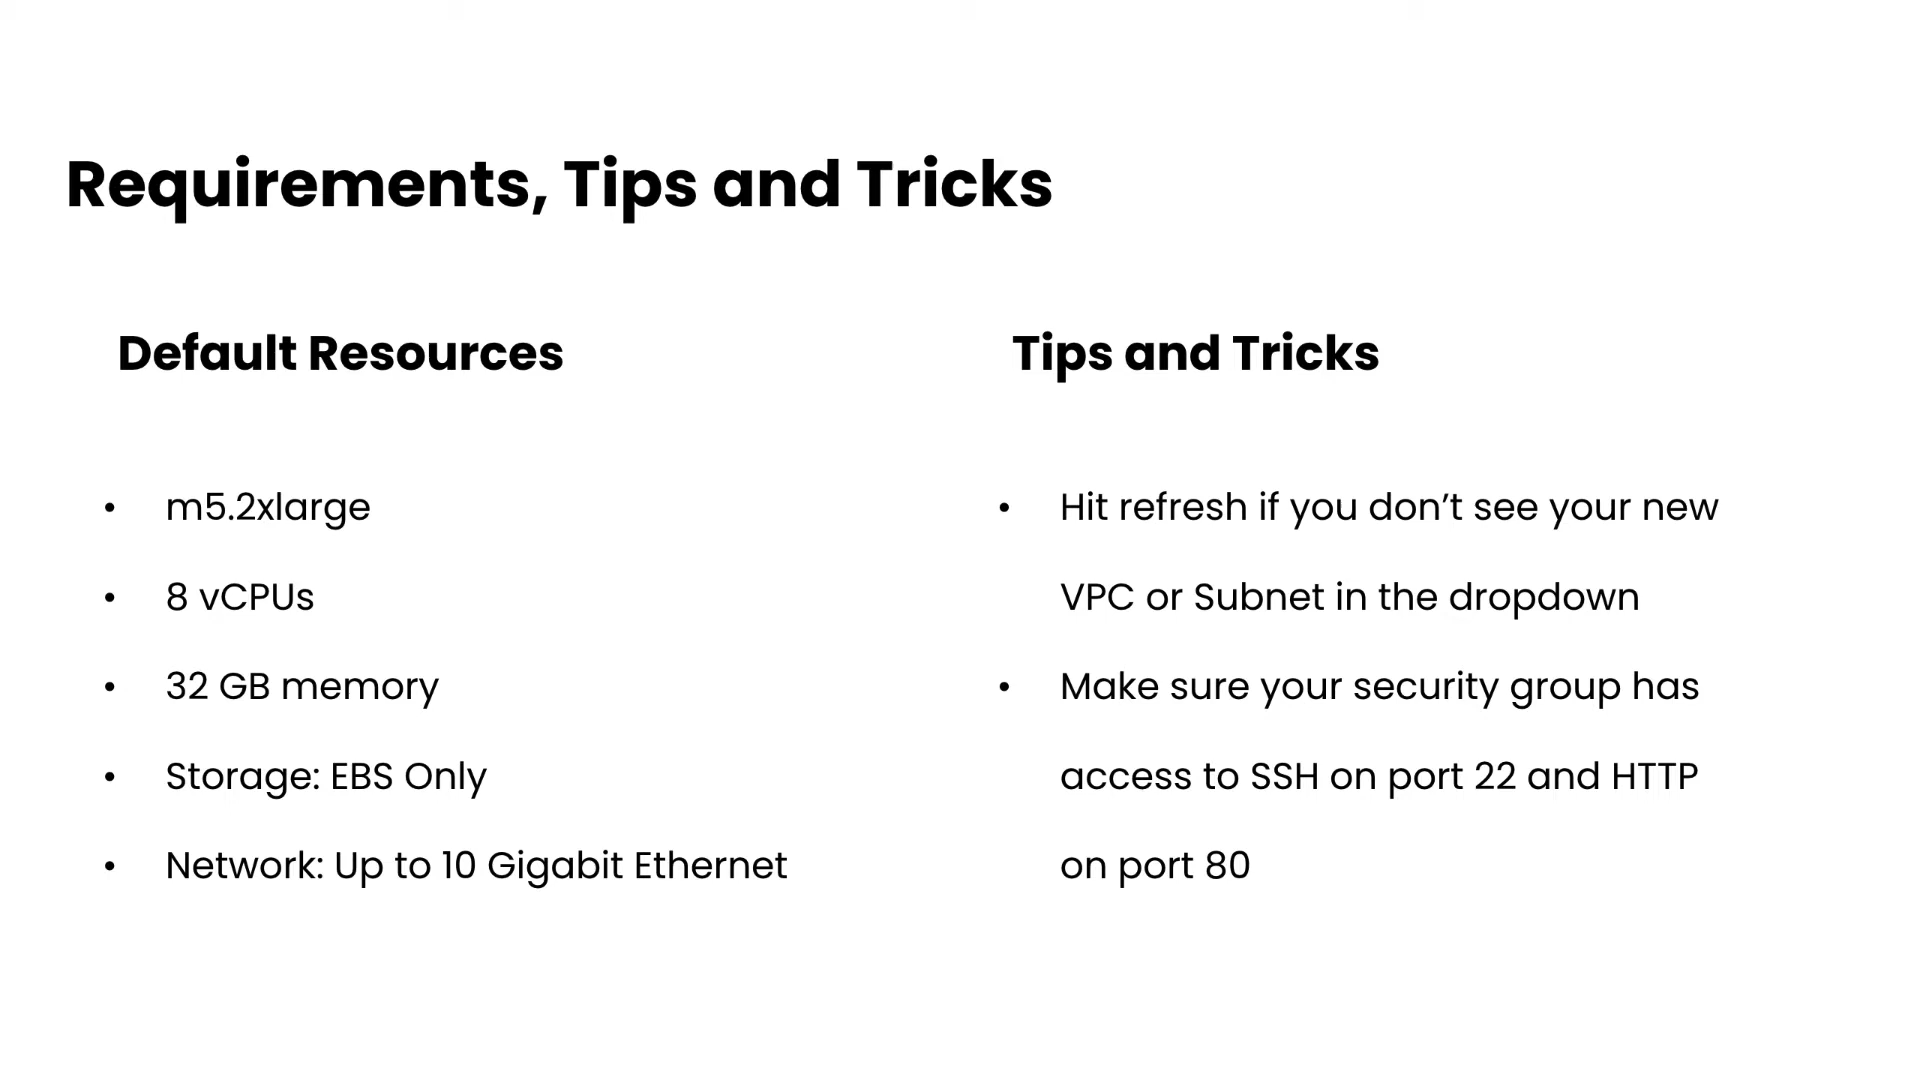 Requirements, Tips and Tricks
Default Resources
• m5.2xlarge
• 8 vCPUs
• 32 GB memory
• Storage: EBS Only
• Network: Up to 10 Gigabit Ethernet
Tips and Tricks
• Hit refresh if you don’t see your new
VPC or Subnet in the dropdown
• Make sure your security group has
access to SSH on port 22 and HTTP
on port 80